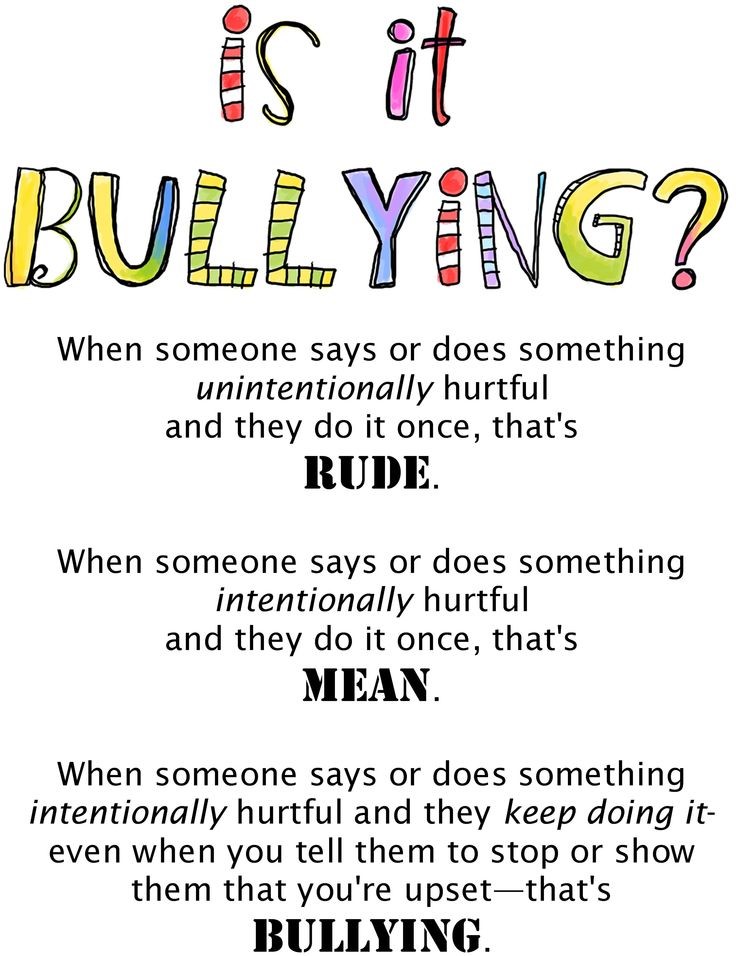 is it
BULLYiNG?
When someone says or does something
unintentionally hurtful
and they do it once, that's
RUDE.
When someone says or does something
intentionally hurtful
and they do it once, that's
MEAN.
When someone says or does something
intentionally hurtful and they keep doing it-
even when you tell them to stop or show
them that you're upset—that's
BULLYING.